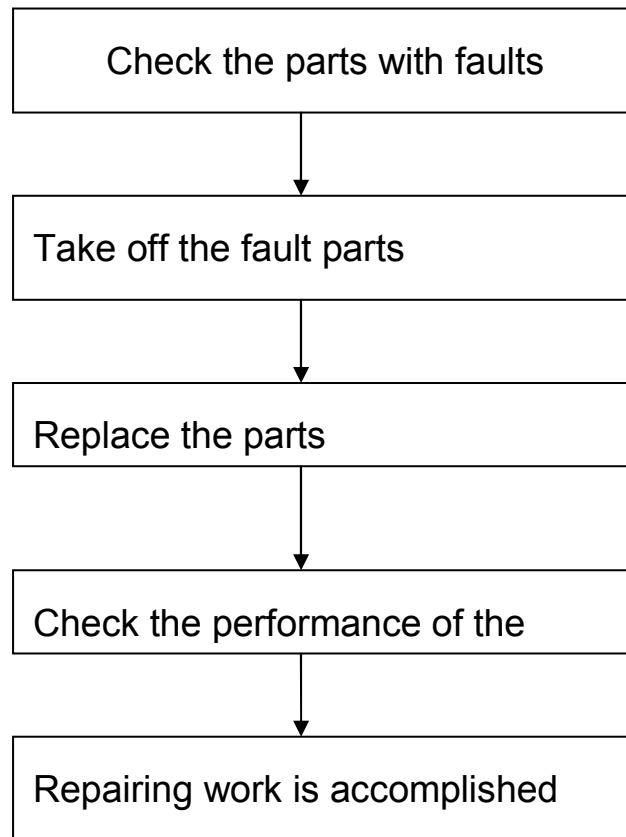 Check the parts with faults
Take off the fault parts
Replace the parts
Check the performance of the
Repairing work is accomplished